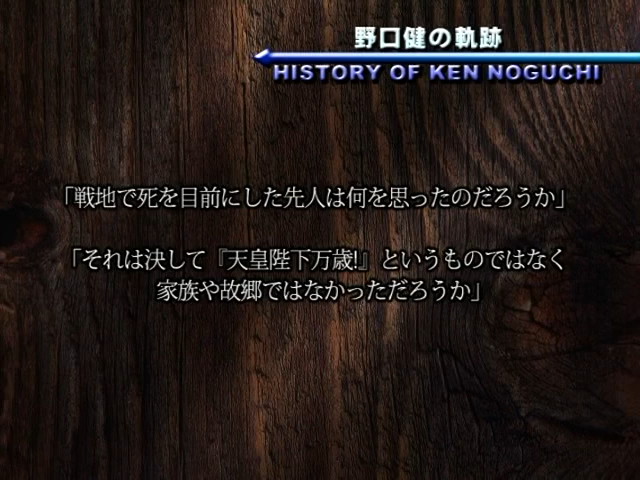 野口健の軌跡
HISTORY OF KEN NOGUCHI
「戦地で死を目前にした先人は何を思ったのだろうか」
「それは決して『天皇陛下万歳!』というものではなく
家族や故郷ではなかっただろうか」